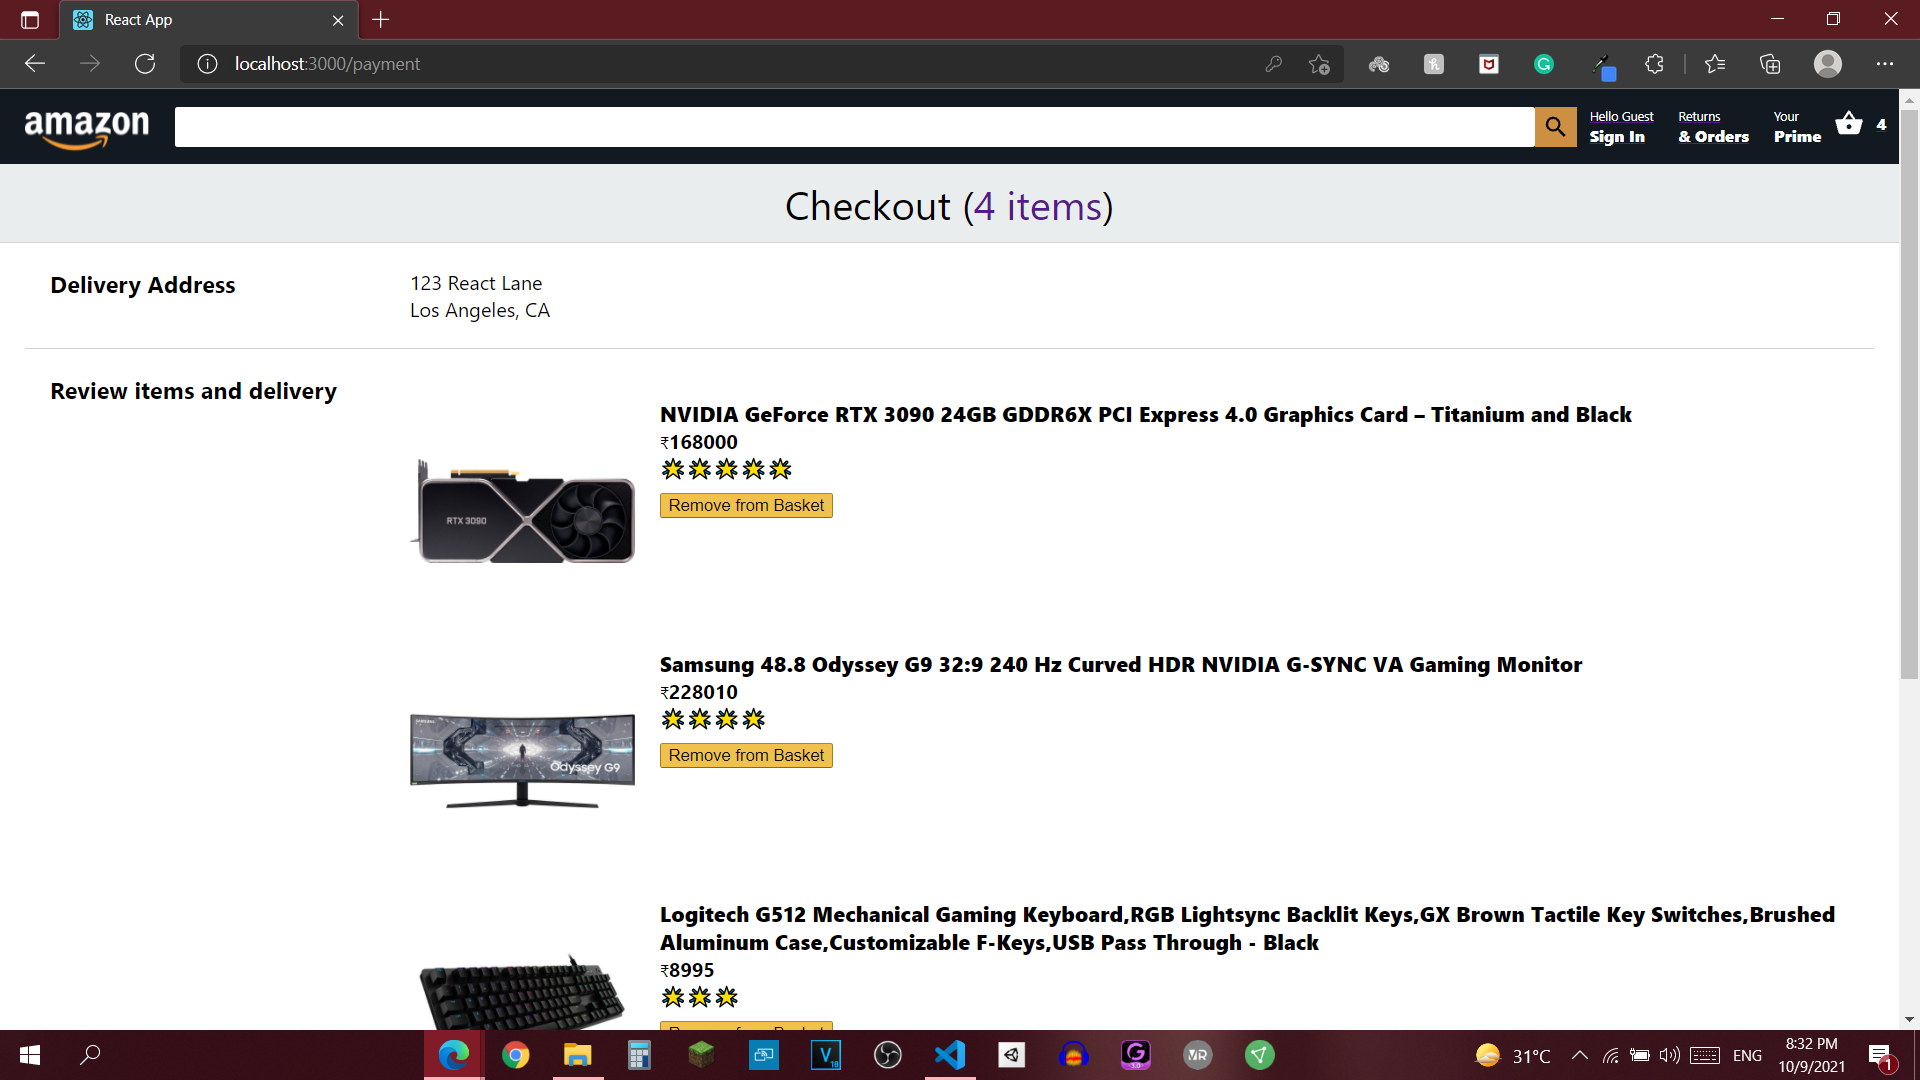 React App
localhost:3000/payment
amazon
Hello Guest
Sign In
Returns
& Orders
Your
Prime
4
Checkout (4 items)
Delivery Address
123 React Lane
Los Angeles, CA
Review items and delivery
NVIDIA GeForce RTX 3090 24GB GDDR6X PCI Express 4.0 Graphics Card – Titanium and Black
₹168000
Remove from Basket
RTX 3090
Samsung 48.8 Odyssey G9 32:9 240 Hz Curved HDR NVIDIA G-SYNC VA Gaming Monitor
₹228010
Remove from Basket
SAMSUNG
Odyssey G9
Logitech G512 Mechanical Gaming Keyboard,RGB Lightsync Backlit Keys,GX Brown Tactile Key Switches,Brushed
Aluminum Case,Customizable F-Keys,USB Pass Through - Black
₹8995
Remove from Basket
31°C
ENG
8:32 PM
10/9/2021
1